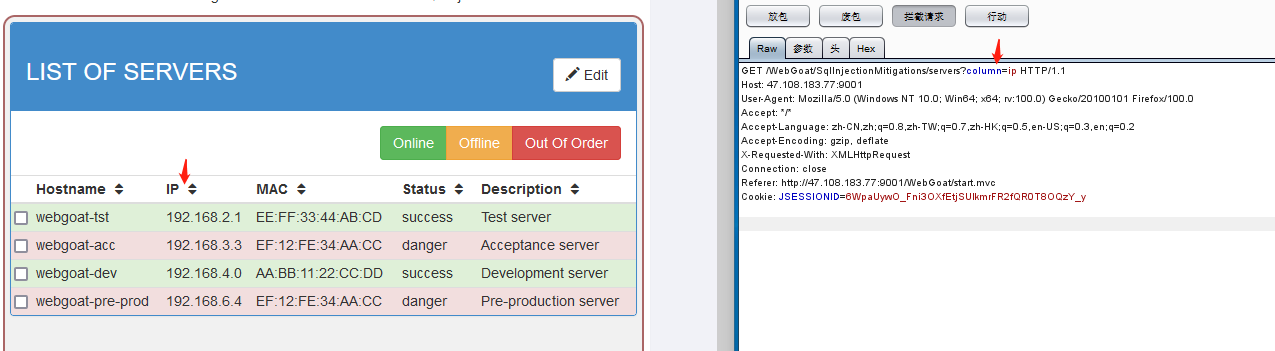 LIST OF SERVERS
Edit
Online Offline Out Of Order
Hostname IP MAC Status Description
webgoat-tst 192.168.2.1 EE:FF:33:44:AB:CD success Test server
webgoat-acc 192.168.3.3 EF:12:FE:34:AA:CC danger Acceptance server
webgoat-dev 192.168.4.0 AA:BB:11:22:CC:DD success Development server
webgoat-pre-prod 192.168.6.4 EF:12:FE:34:AA:CC danger Pre-production server
放包 废包 拦截请求 行动
Raw 参数 头 Hex
GET /WebGoat/SqlInjectionMitigations/servers?column=ip HTTP/1.1
Host: 47.108.183.77:9001
User-Agent: Mozilla/5.0 (Windows NT 10.0; Win64; x64; rv:100.0) Gecko/20100101 Firefox/100.0
Accept: */*
Accept-Language: zh-CN,zh;q=0.8,zh-TW;q=0.7,zh-HK;q=0.5,en-US;q=0.3,en;q=0.2
Accept-Encoding: gzip, deflate
X-Requested-With: XMLHttpRequest
Connection: close
Referer: http://47.108.183.77:9001/WebGoat/start.mvc
Cookie: JSESSIONID=6WpaUywO_Fni3OXfEtjSUIkmrFR2fQR0T8OQzY_y